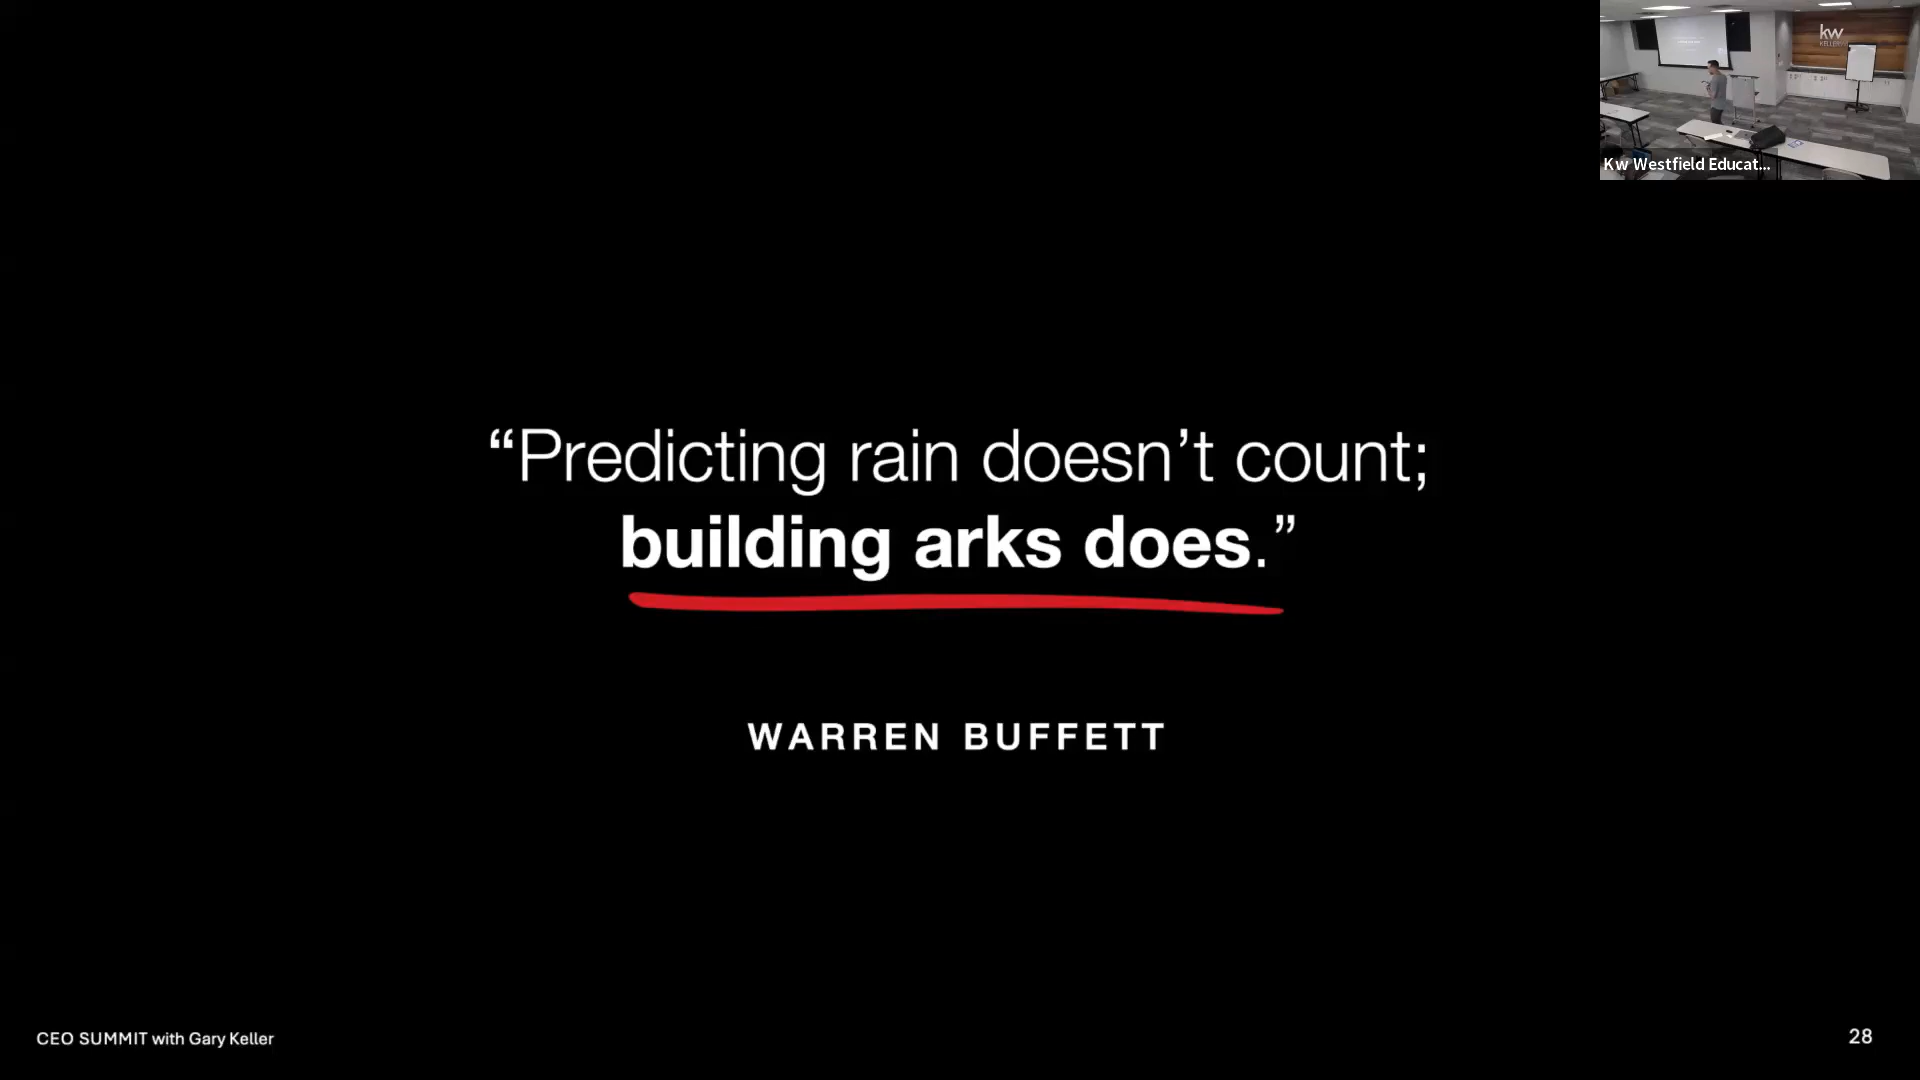 kw
KELLER
Kw Westfield Educat...
“Predicting rain doesn’t count;
building arks does.”
WARREN BUFFETT
CEO SUMMIT with Gary Keller
28